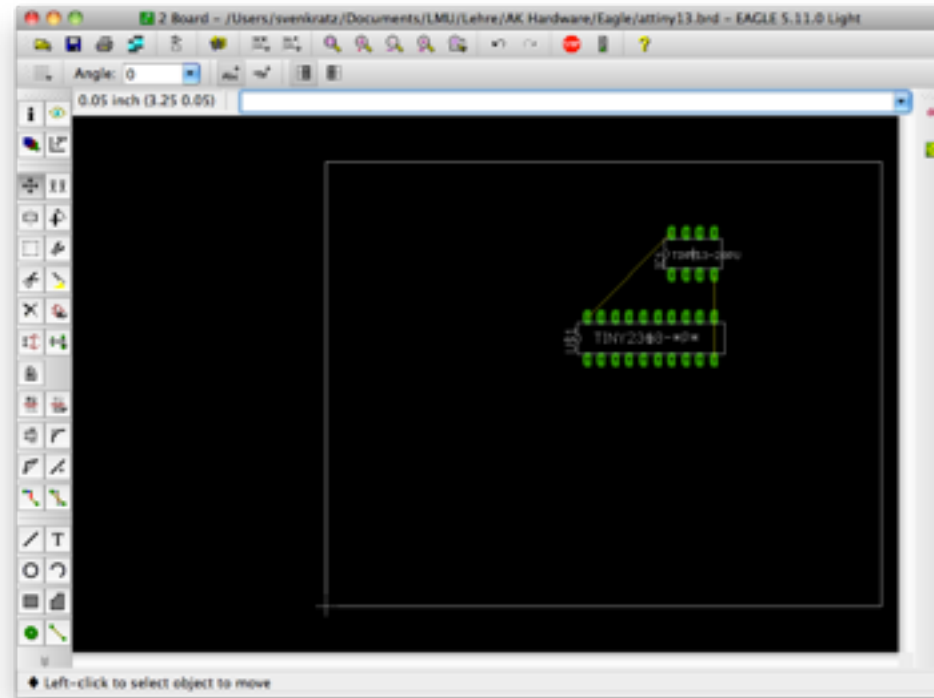 2 Board – /Users/svenkratz/Documents/LMU/Lehre/AK Hardware/Eagle/attiny13.brd – EAGLE 5.11.0 Light
STOP
Angle: 0
0.05 inch (3.25 0.05)
T
Left-click to select object to move